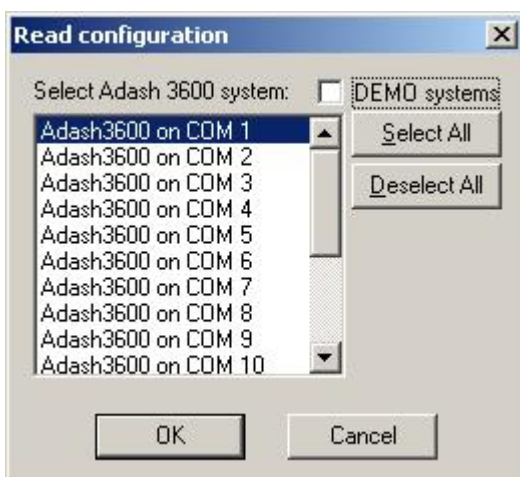 Read configuration
Select Adash 3600 system:
DEMO systems
Adash3600 on COM 1
Adash3600 on COM 2
Adash3600 on COM 3
Adash3600 on COM 4
Adash3600 on COM 5
Adash3600 on COM 6
Adash3600 on COM 7
Adash3600 on COM 8
Adash3600 on COM 9
Adash3600 on COM 10
Select All
Deselect All
OK
Cancel